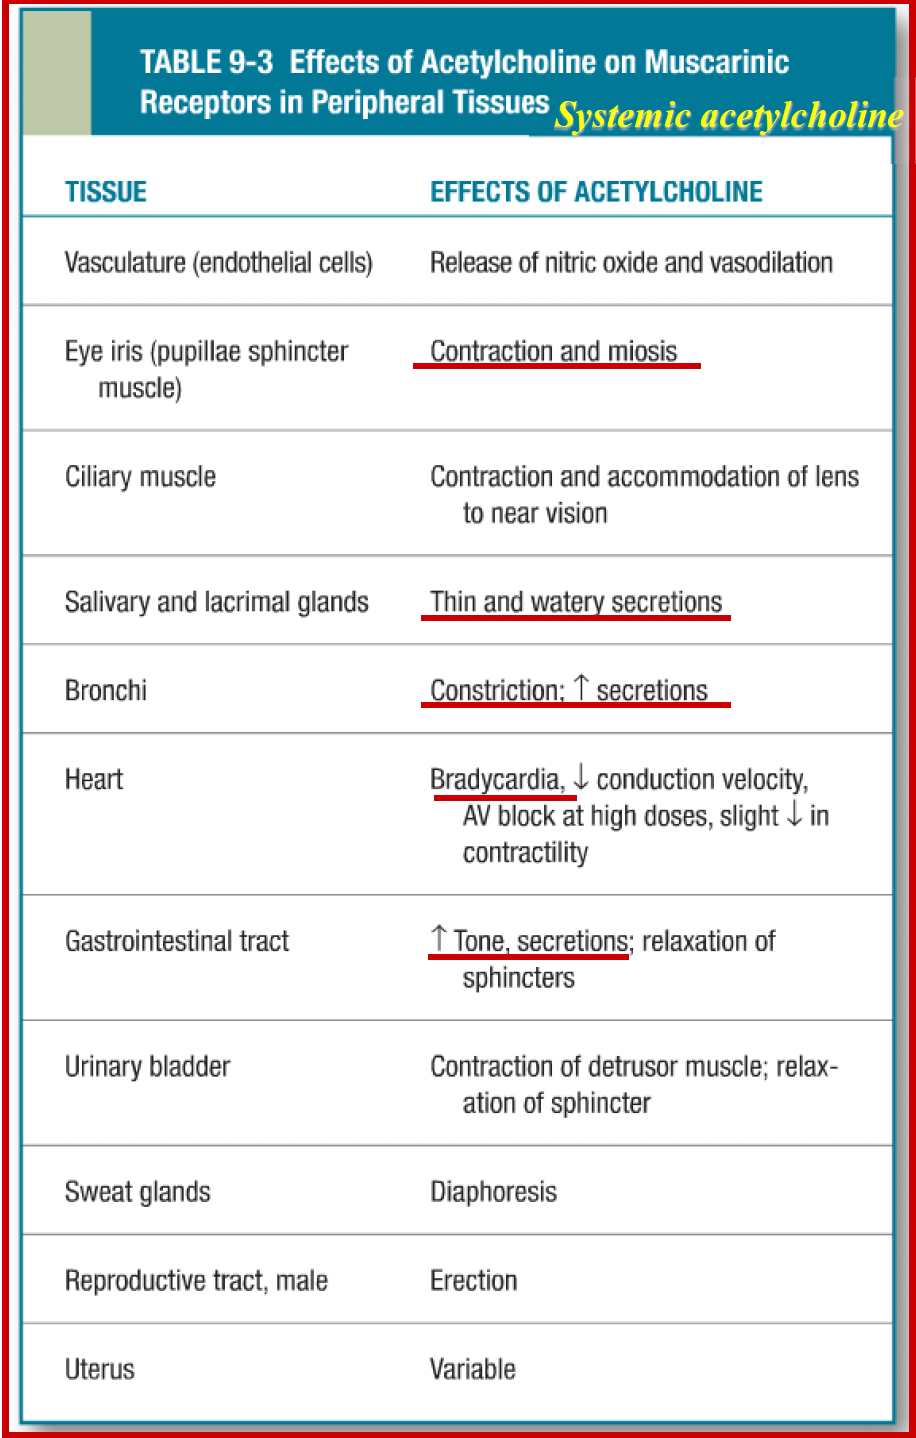 TABLE 9-3 Effects of Acetylcholine on Muscarinic
Receptors in Peripheral Tissues
Systemic acetylcholine
TISSUE EFFECTS OF ACETYLCHOLINE
Vasculature (endothelial cells) Release of nitric oxide and vasodilation
Eye iris (pupillae sphincter Contraction and miosis
muscle)
Ciliary muscle Contraction and accommodation of lens
to near vision
Salivary and lacrimal glands Thin and watery secretions
Bronchi Constriction; ↑ secretions
Heart Bradycardia, ↓ conduction velocity,
AV block at high doses, slight ↓ in
contractility
Gastrointestinal tract ↑ Tone, secretions; relaxation of
sphincters
Urinary bladder Contraction of detrusor muscle; relax-
ation of sphincter
Sweat glands Diaphoresis
Reproductive tract, male Erection
Uterus Variable